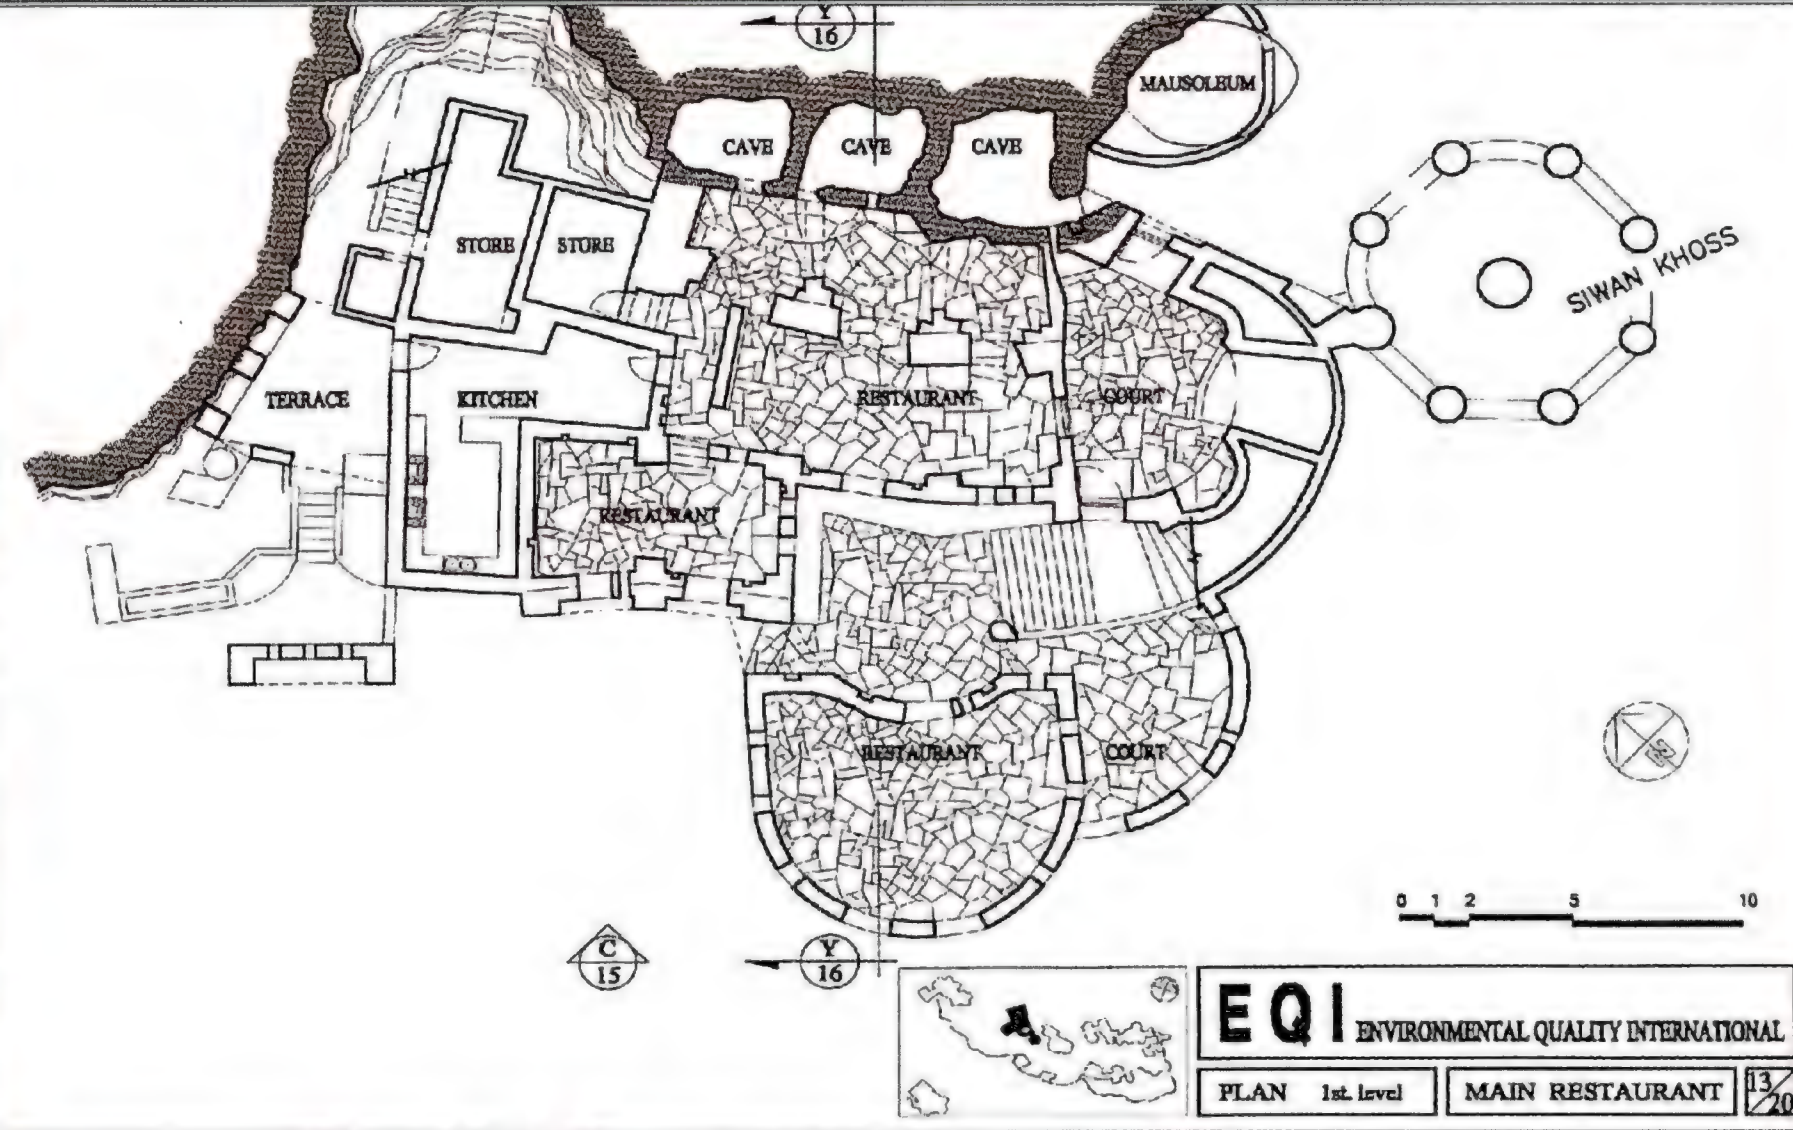 Y
16
MAUSOLEUM
CAVE
CAVE
CAVE
STORE
STORE
SIWAN KHOSS
TERRACE
KITCHEN
RESTAURANT
COURT
RESTAURANT
RESTAURANT
COURT
0 1 2 5 10
C
15
Y
16
EQI ENVIRONMENTAL QUALITY INTERNATIONAL
PLAN 1st. level
MAIN RESTAURANT
13/20